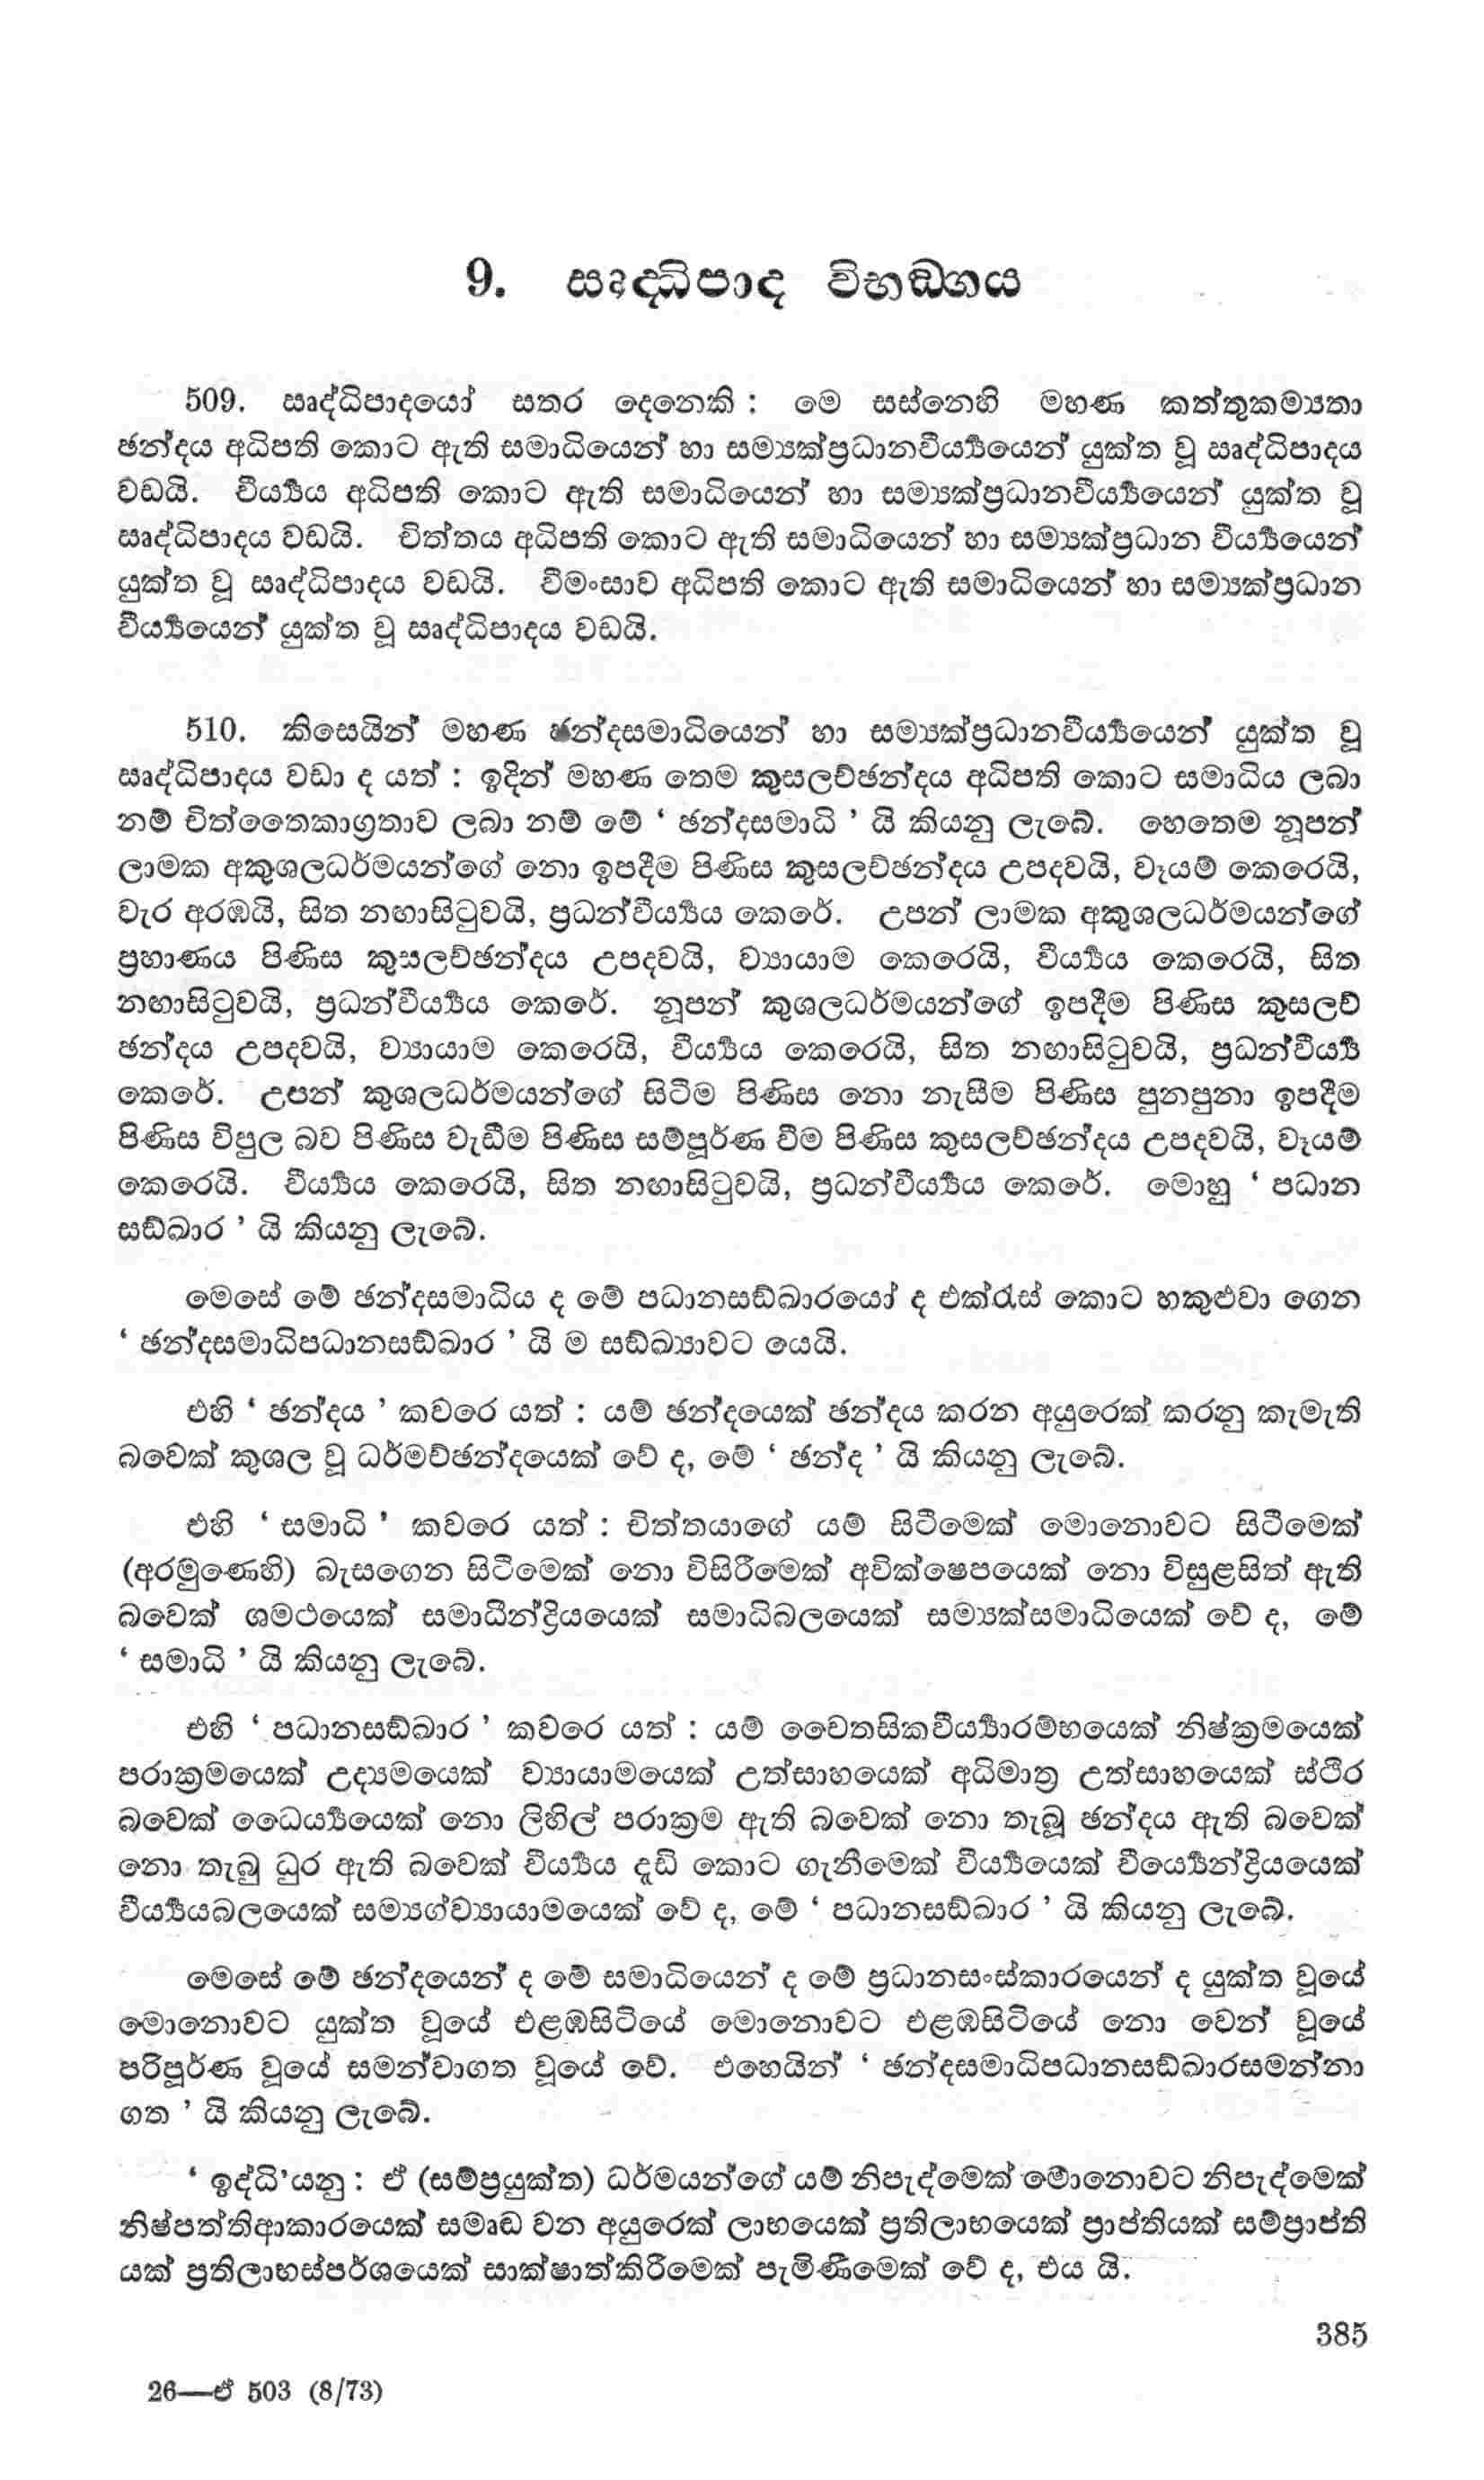 9. ඍද්ධිපාද විභඞ්ගය
509. ඍද්ධිපාදයෝ සතර දෙනෙකි : මෙ සස්නෙහි මහණ කත්තුකම්‍යතා
ඡන්දය අධිපති කොට ඇති සමාධියෙන් හා සම්‍යක්ප්‍රධානවීර්‍ය්‍යයෙන් යුක්ත වූ ඍද්ධිපාදය
වඩයි. වීර්‍ය්‍යය අධිපති කොට ඇති සමාධියෙන් හා සම්‍යක්ප්‍රධානවීර්‍ය්‍යයෙන් යුක්ත වූ
ඍද්ධිපාදය වඩයි. චිත්තය අධිපති කොට ඇති සමාධියෙන් හා සම්‍යක්ප්‍රධාන වීර්‍ය්‍යයෙන්
යුක්ත වූ ඍද්ධිපාදය වඩයි. වීමංසාව අධිපති කොට ඇති සමාධියෙන් හා සම්‍යක්ප්‍රධාන
වීර්‍ය්‍යයෙන් යුක්ත වූ ඍද්ධිපාදය වඩයි.
510. කිසෙයින් මහණ ඡන්දසමාධියෙන් හා සම්‍යක්ප්‍රධානවීර්‍ය්‍යයෙන් යුක්ත වූ
ඍද්ධිපාදය වඩා ද යත් : ඉදින් මහණ තෙම කුසලච්ඡන්දය අධිපති කොට සමාධිය ලබා
නම් චිත්තෛකාග්‍රතාව ලබා නම් මේ ‘ ඡන්දසමාධි ’ යි කියනු ලැබේ. හෙතෙම නූපන්
ලාමක අකුශලධර්මයන්ගේ නො ඉපදීම පිණිස කුසලච්ඡන්දය උපදවයි, වෑයම් කෙරෙයි,
වැර අරඹයි, සිත නඟාසිටුවයි, ප්‍රධන්වීර්‍ය්‍යය කෙරේ. උපන් ලාමක අකුශලධර්මයන්ගේ
ප්‍රහාණය පිණිස කුසලච්ඡන්දය උපදවයි, ව්‍යායාම කෙරෙයි, වීර්‍ය්‍යය කෙරෙයි, සිත
නඟාසිටුවයි, ප්‍රධන්වීර්‍ය්‍යය කෙරේ. නූපන් කුශලධර්මයන්ගේ ඉපදීම පිණිස කුසලච්
ඡන්දය උපදවයි, ව්‍යායාම කෙරෙයි, වීර්‍ය්‍යය කෙරෙයි, සිත නඟාසිටුවයි, ප්‍රධන්වීර්‍ය්‍ය
කෙරේ. උපන් කුශලධර්මයන්ගේ සිටීම පිණිස නො නැසීම පිණිස පුනපුනා ඉපදීම
පිණිස විපුල බව පිණිස වැඩීම පිණිස සම්පූර්ණ වීම පිණිස කුසලච්ඡන්දය උපදවයි, වෑයම්
කෙරෙයි. වීර්‍ය්‍යය කෙරෙයි, සිත නඟාසිටුවයි, ප්‍රධන්වීර්‍ය්‍යය කෙරේ. මොහු ‘ පධාන
සඞ්ඛාර ’ යි කියනු ලැබේ.
මෙසේ මේ ඡන්දසමාධිය ද මේ පධානසඞ්ඛාරයෝ ද එක්රැස් කොට හකුළුවා ගෙන
‘ ඡන්දසමාධිපධානසඞ්ඛාර ’ යි ම සඞ්ඛ්‍යාවට යෙයි.
එහි ‘ ඡන්දය ’ කවරෙ යත් : යම් ඡන්දයෙක් ඡන්දය කරන අයුරෙක් කරනු කැමැති
බවෙක් කුශල වූ ධර්මච්ඡන්දයෙක් වේ ද, මේ ‘ ඡන්ද ’ යි කියනු ලැබේ.
එහි ‘ සමාධි ’ කවරෙ යත් : චිත්තයාගේ යම් සිටීමෙක් මොනොවට සිටීමෙක්
(අරමුණෙහි) බැසගෙන සිටීමෙක් නො විසිරීමෙක් අවික්ෂෙපයෙක් නො විසුළසිත් ඇති
බවෙක් ශමථයෙක් සමාධීන්ද්‍රියයෙක් සමාධිබලයෙක් සම්‍යක්සමාධියෙක් වේ ද, මේ
‘ සමාධි ’ යි කියනු ලැබේ.
එහි ‘ පධානසඞ්ඛාර ’ කවරෙ යත් : යම් චෛතසිකවීර්‍ය්‍යාරම්භයෙක් නිෂ්ක්‍රමයෙක්
පරාක්‍රමයෙක් උද්‍යමයෙක් ව්‍යායාමයෙක් උත්සාහයෙක් අධිමාත්‍ර උත්සාහයෙක් ස්ථිර
බවෙක් ධෛර්‍ය්‍යයෙක් නො ලිහිල් පරාක්‍රම ඇති බවෙක් නො තැබූ ඡන්දය ඇති බවෙක්
නො තැබු ධුර ඇති බවෙක් වීර්‍ය්‍යය දැඩි කොට ගැනීමෙක් වීර්‍ය්‍යයෙක් වීර්‍ය්‍යෙන්ද්‍රියයෙක්
වීර්‍ය්‍යයබලයෙක් සම්‍යග්ව්‍යායාමයෙක් වේ ද, මේ ‘ පධානසඞ්ඛාර ’ යි කියනු ලැබේ.
මෙසේ මේ ඡන්දයෙන් ද මේ සමාධියෙන් ද මේ ප්‍රධානසංස්කාරයෙන් ද යුක්ත වූයේ
මොනොවට යුක්ත වූයේ එළඹසිටියේ මොනොවට එළඹසිටියේ නො වෙන් වූයේ
පරිපූර්ණ වූයේ සමන්වාගත වූයේ වේ. එහෙයින් ‘ ඡන්දසමාධිපධානසඞ්ඛාරසමන්නා
ගත ’ යි කියනු ලැබේ.
‘ ඉද්ධි’යනු : ඒ (සම්ප්‍රයුක්ත) ධර්මයන්ගේ යම් නිපැද්මෙක් මොනොවට නිපැද්මෙක්
නිෂ්පත්තිආකාරයෙක් සමෘඬ වන අයුරෙක් ලාභයෙක් ප්‍රතිලාභයෙක් ප්‍රාප්තියක් සම්ප්‍රාප්ති
යක් ප්‍රතිලාභස්පර්ශයෙක් සාක්ෂාත්කිරීමෙක් පැමිණීමෙක් වේ ද, එය යි.
385
26—ඒ 503 (8/73)